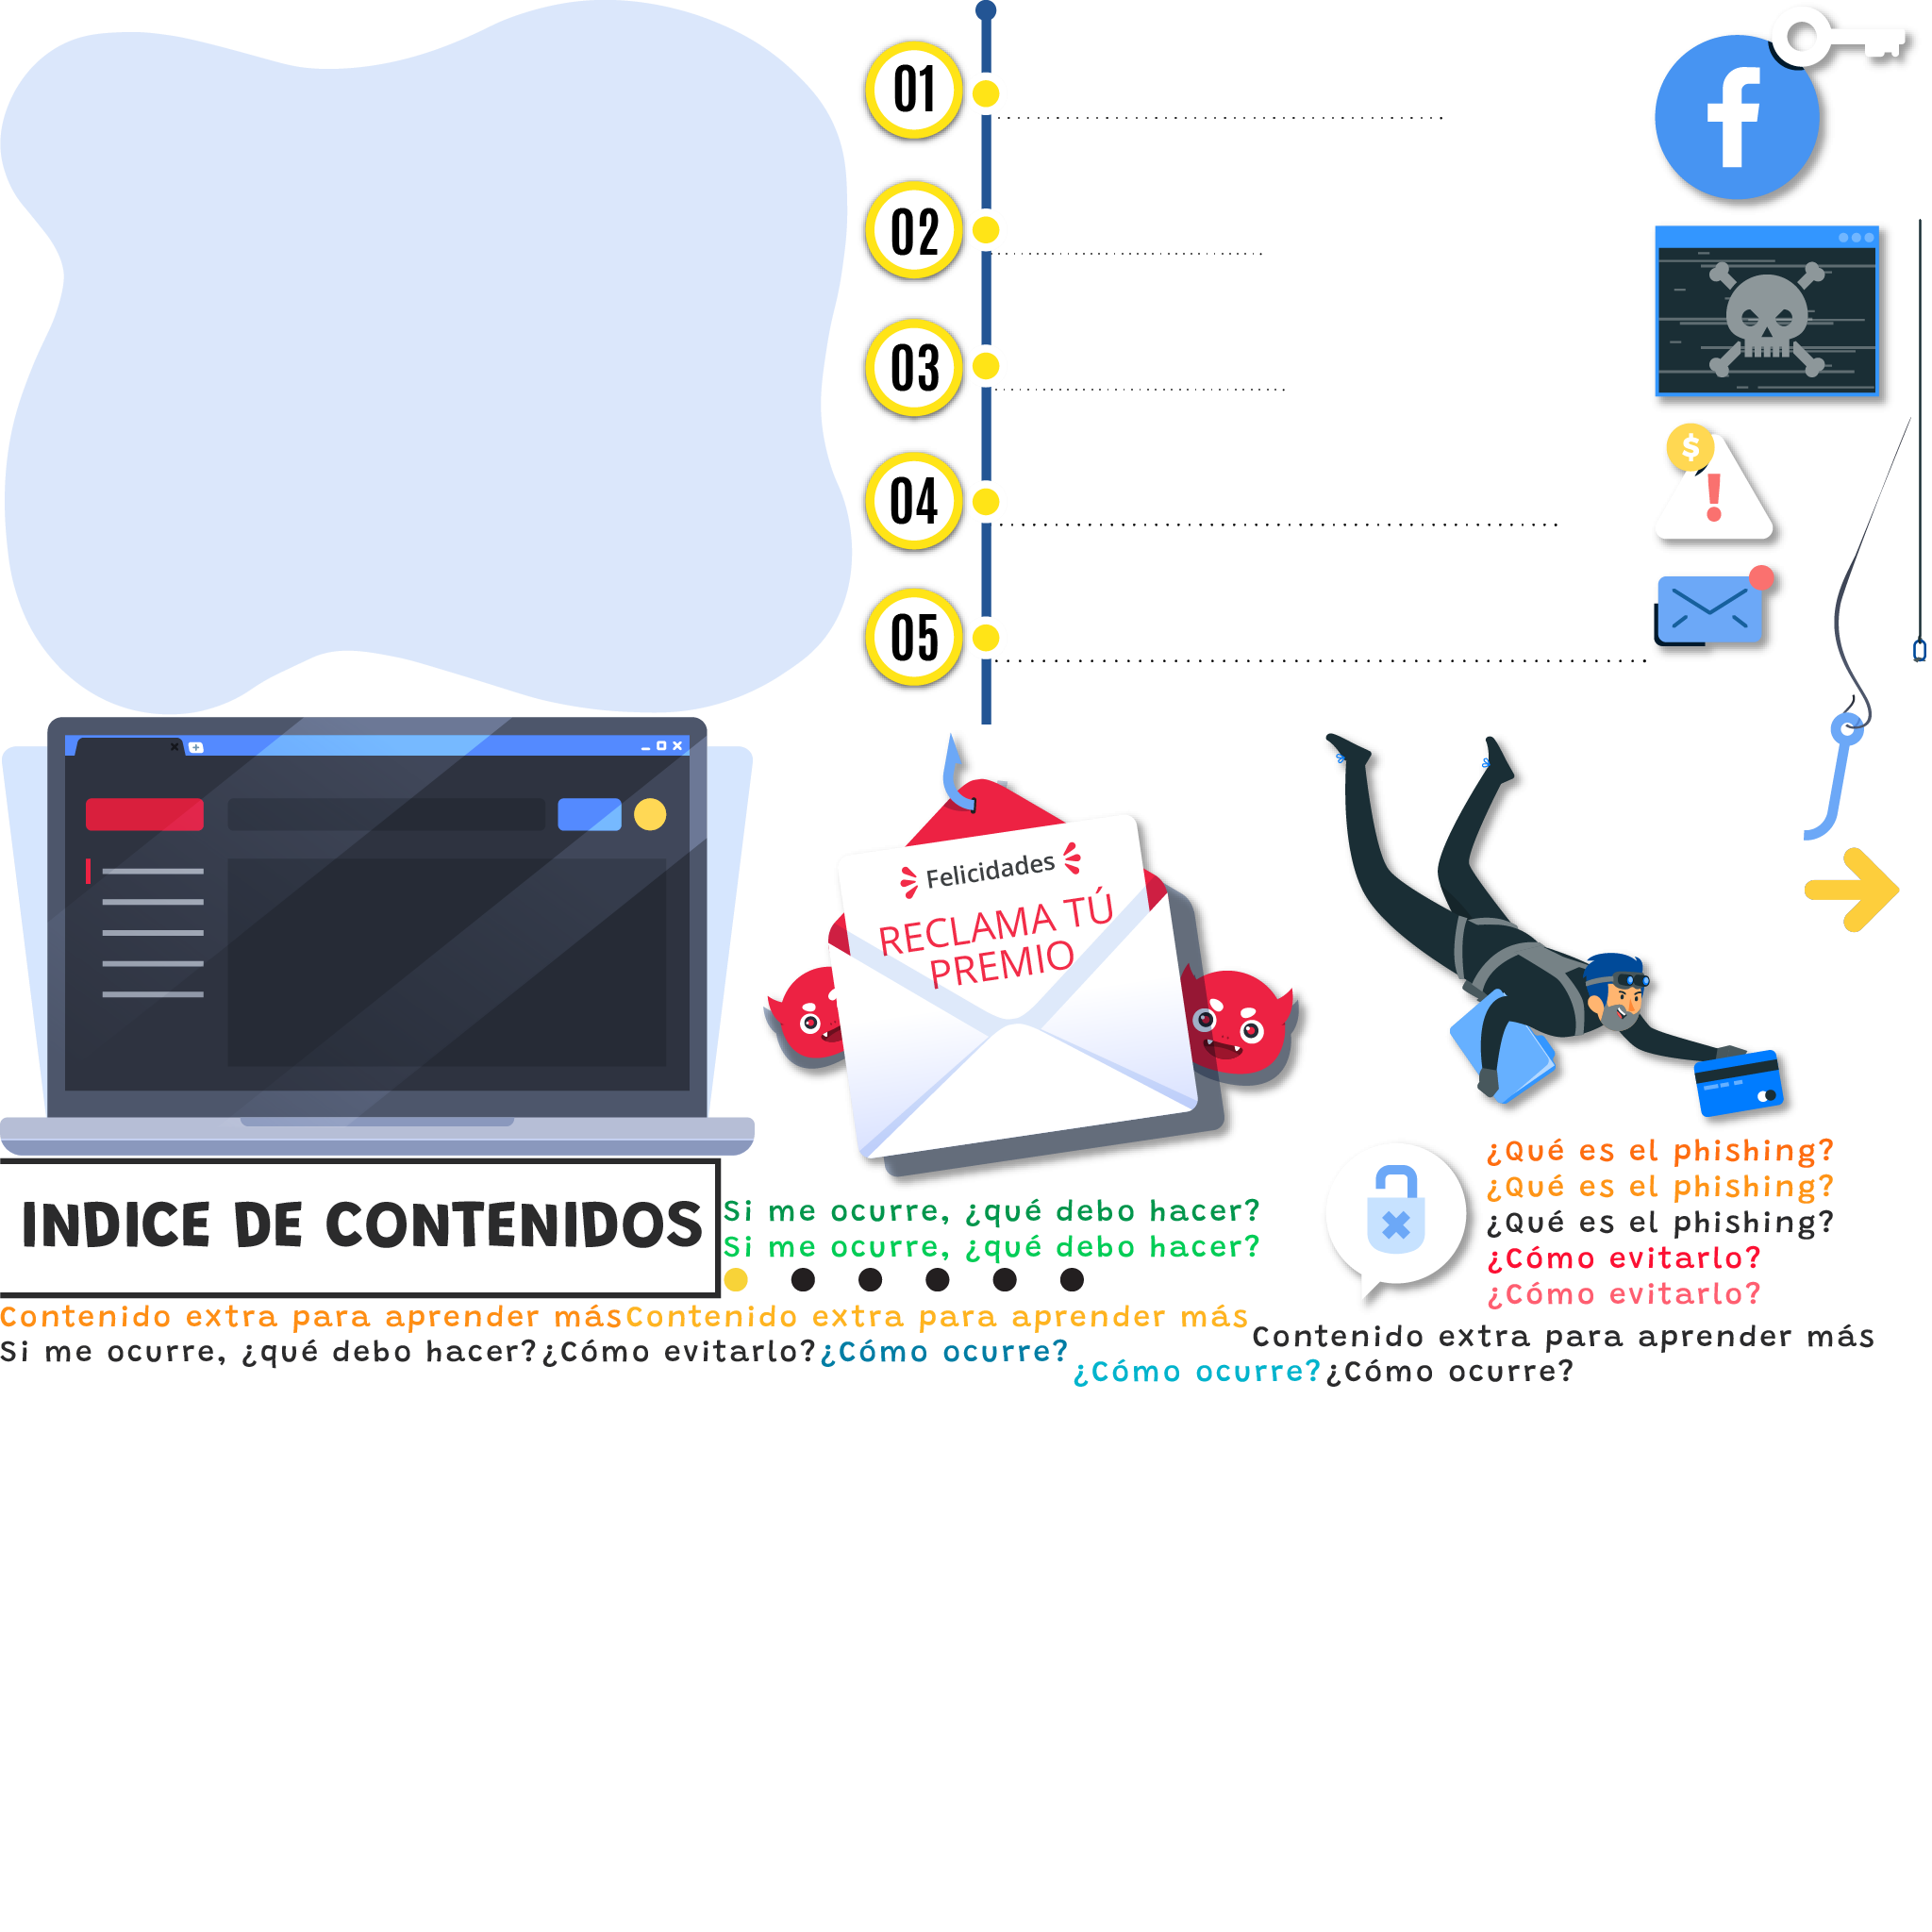 01
02
03
04
05
f
$
!
Felicidades
RECLAMA TÚ
PREMIO
INDICE DE CONTENIDOS
Si me ocurre, ¿qué debo hacer?
Si me ocurre, ¿qué debo hacer?
¿Qué es el phishing?
¿Qué es el phishing?
¿Qué es el phishing?
¿Cómo evitarlo?
¿Cómo evitarlo?
Contenido extra para aprender más
Contenido extra para aprender más
Contenido extra para aprender más
Si me ocurre, ¿qué debo hacer?
¿Cómo evitarlo?
¿Cómo ocurre?
¿Cómo ocurre?
¿Cómo ocurre?